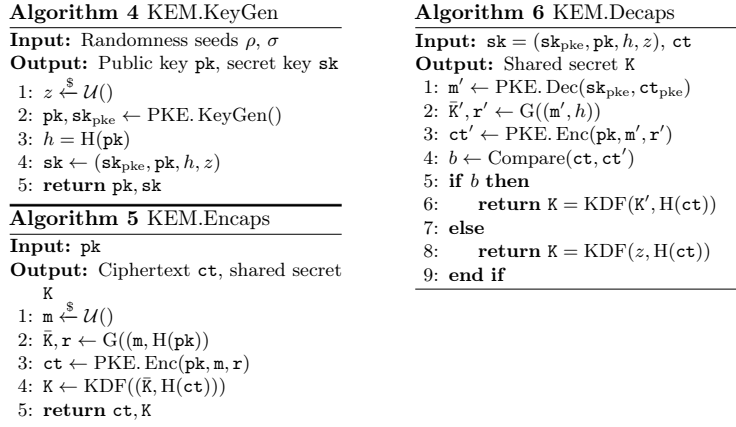 Algorithm 4 KEM.KeyGen
Input: Randomness seeds ρ, σ
Output: Public key pk, secret key sk
1: z ←$ 𝒰()
2: pk, sk_pke ← PKE. KeyGen()
3: h = H(pk)
4: sk ← (sk_pke, pk, h, z)
5: return pk, sk
Algorithm 5 KEM.Encaps
Input: pk
Output: Ciphertext ct, shared secret
K
1: m ←$ 𝒰()
2: K̄, r ← G((m, H(pk))
3: ct ← PKE. Enc(pk, m, r)
4: K ← KDF((K̄, H(ct)))
5: return ct, K
Algorithm 6 KEM.Decaps
Input: sk = (sk_pke, pk, h, z), ct
Output: Shared secret K
1: m′ ← PKE. Dec(sk_pke, ct_pke)
2: K̄′, r′ ← G((m′, h))
3: ct′ ← PKE. Enc(pk, m′, r′)
4: b ← Compare(ct, ct′)
5: if b then
6: return K = KDF(K′, H(ct))
7: else
8: return K = KDF(z, H(ct))
9: end if